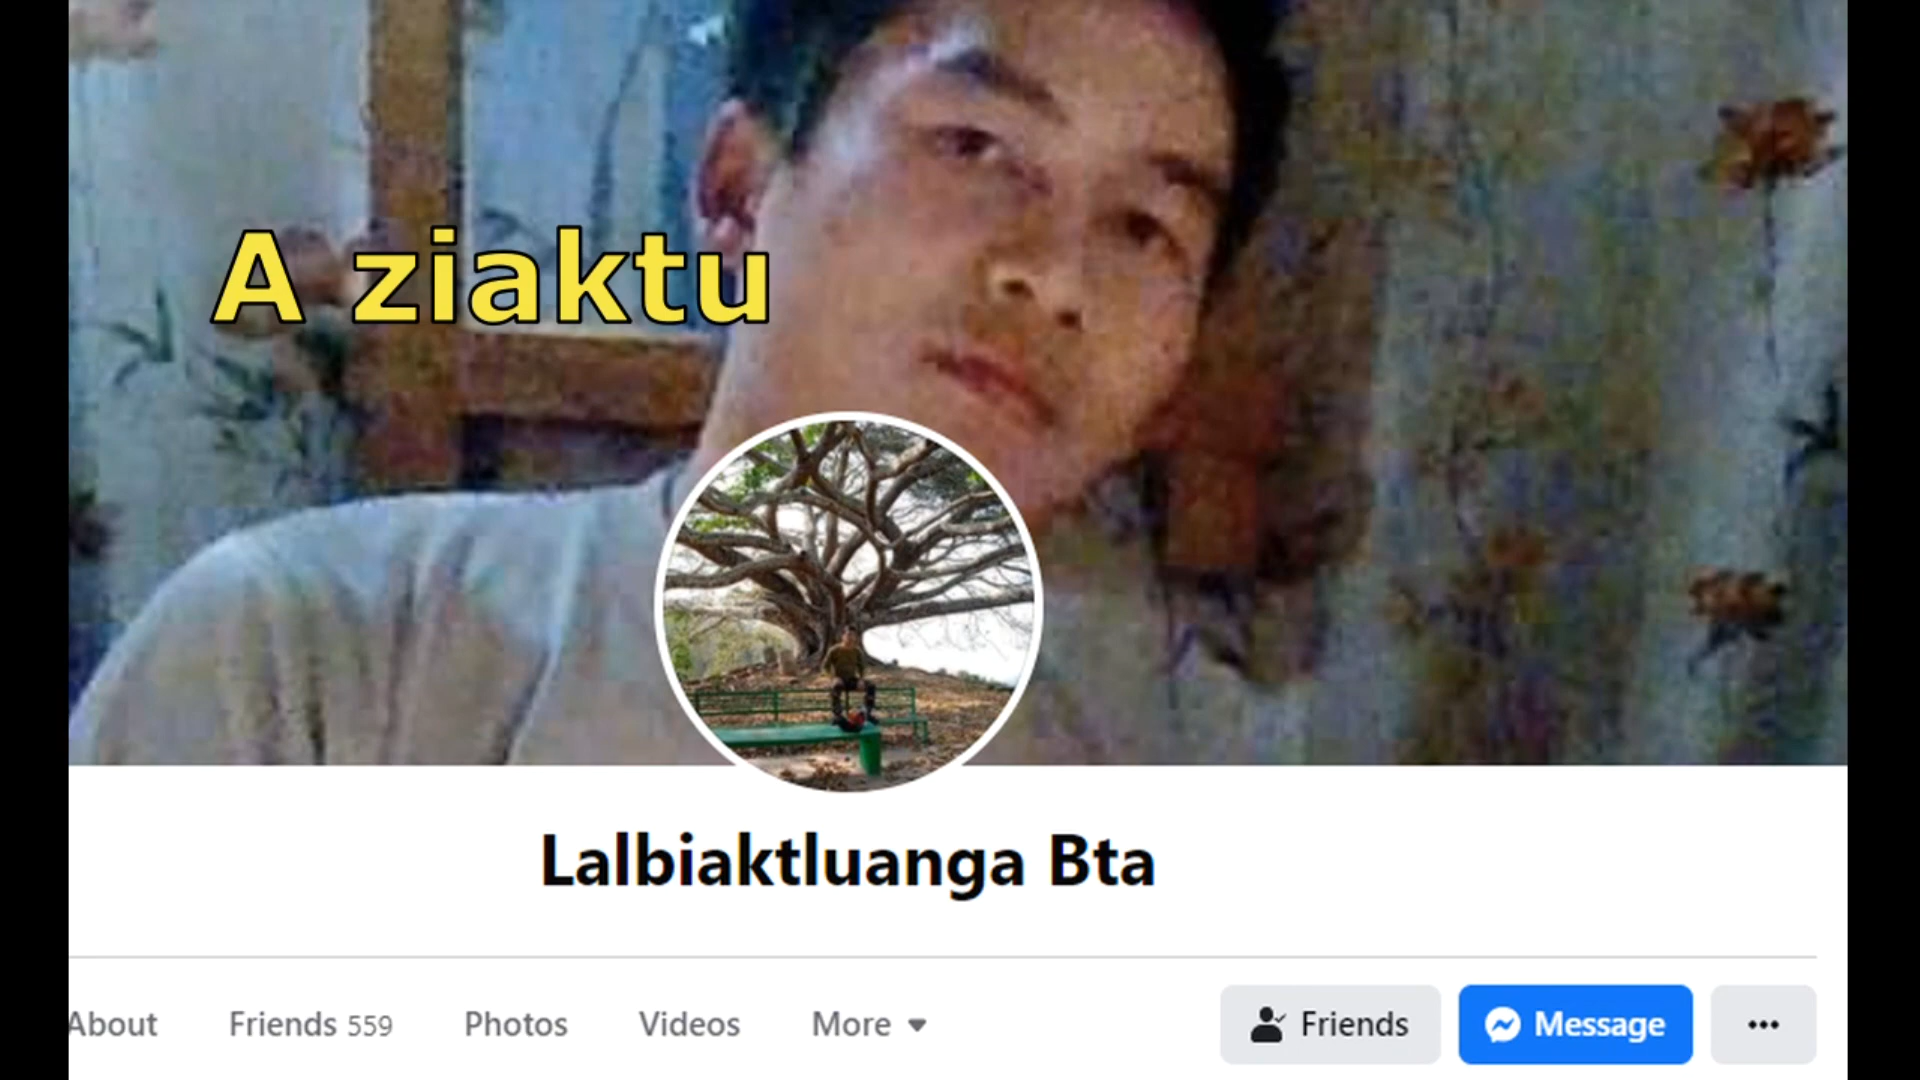 A ziaktu
Lalbiaktluanga Bta
About Friends 559 Photos Videos More Friends Message